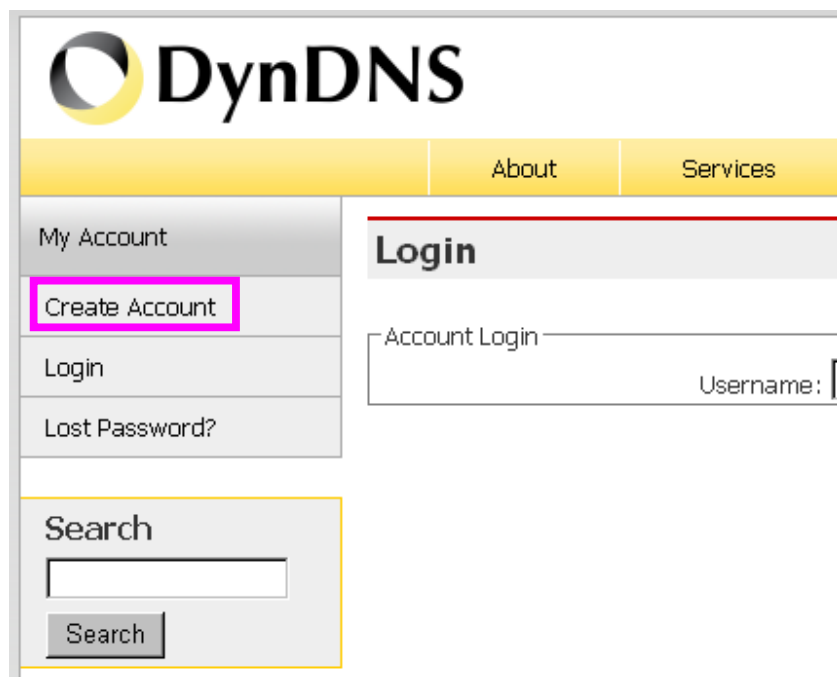 DynDNS
About Services
My Account
Create Account
Login
Lost Password?
Search
Search
Login
Account Login
Username: